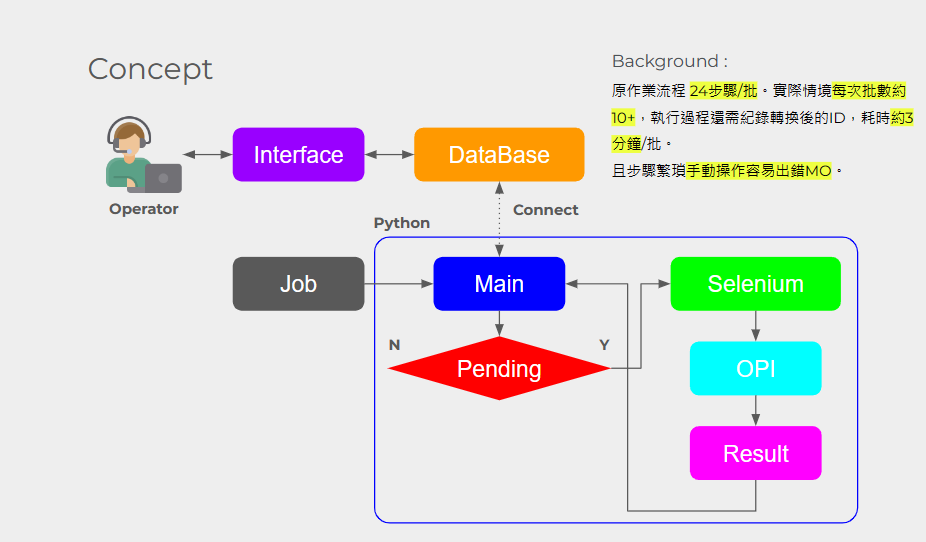 Concept
Background :
原作業流程 24步驟/批。實際情境每次批數約
10+，執行過程還需紀錄轉換後的ID，耗時約3
分鐘/批。
且步驟繁瑣手動操作容易出錯MO。
Interface
DataBase
Operator
Connect
Python
Job
Main
Selenium
N
Y
Pending
OPI
Result